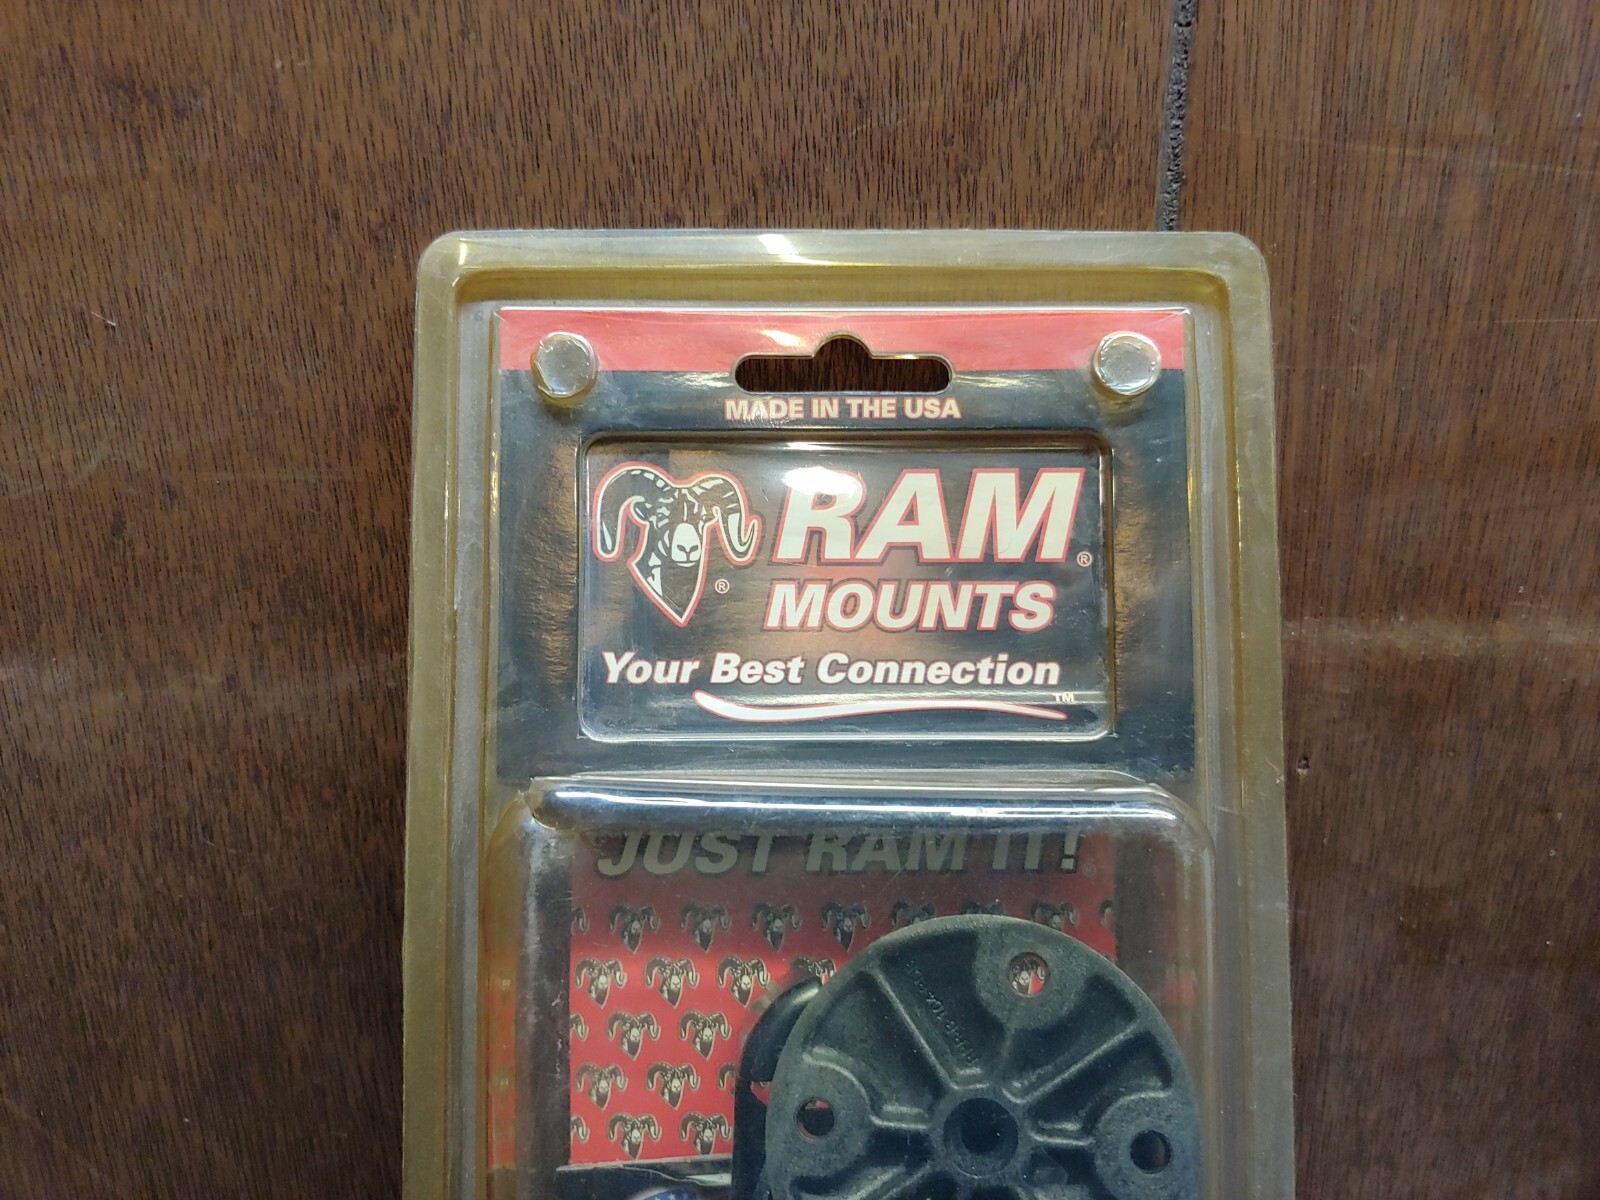 MADE IN THE USA
RAM®
MOUNTS
®
Your Best Connection
TM
JUST RAM IT!®